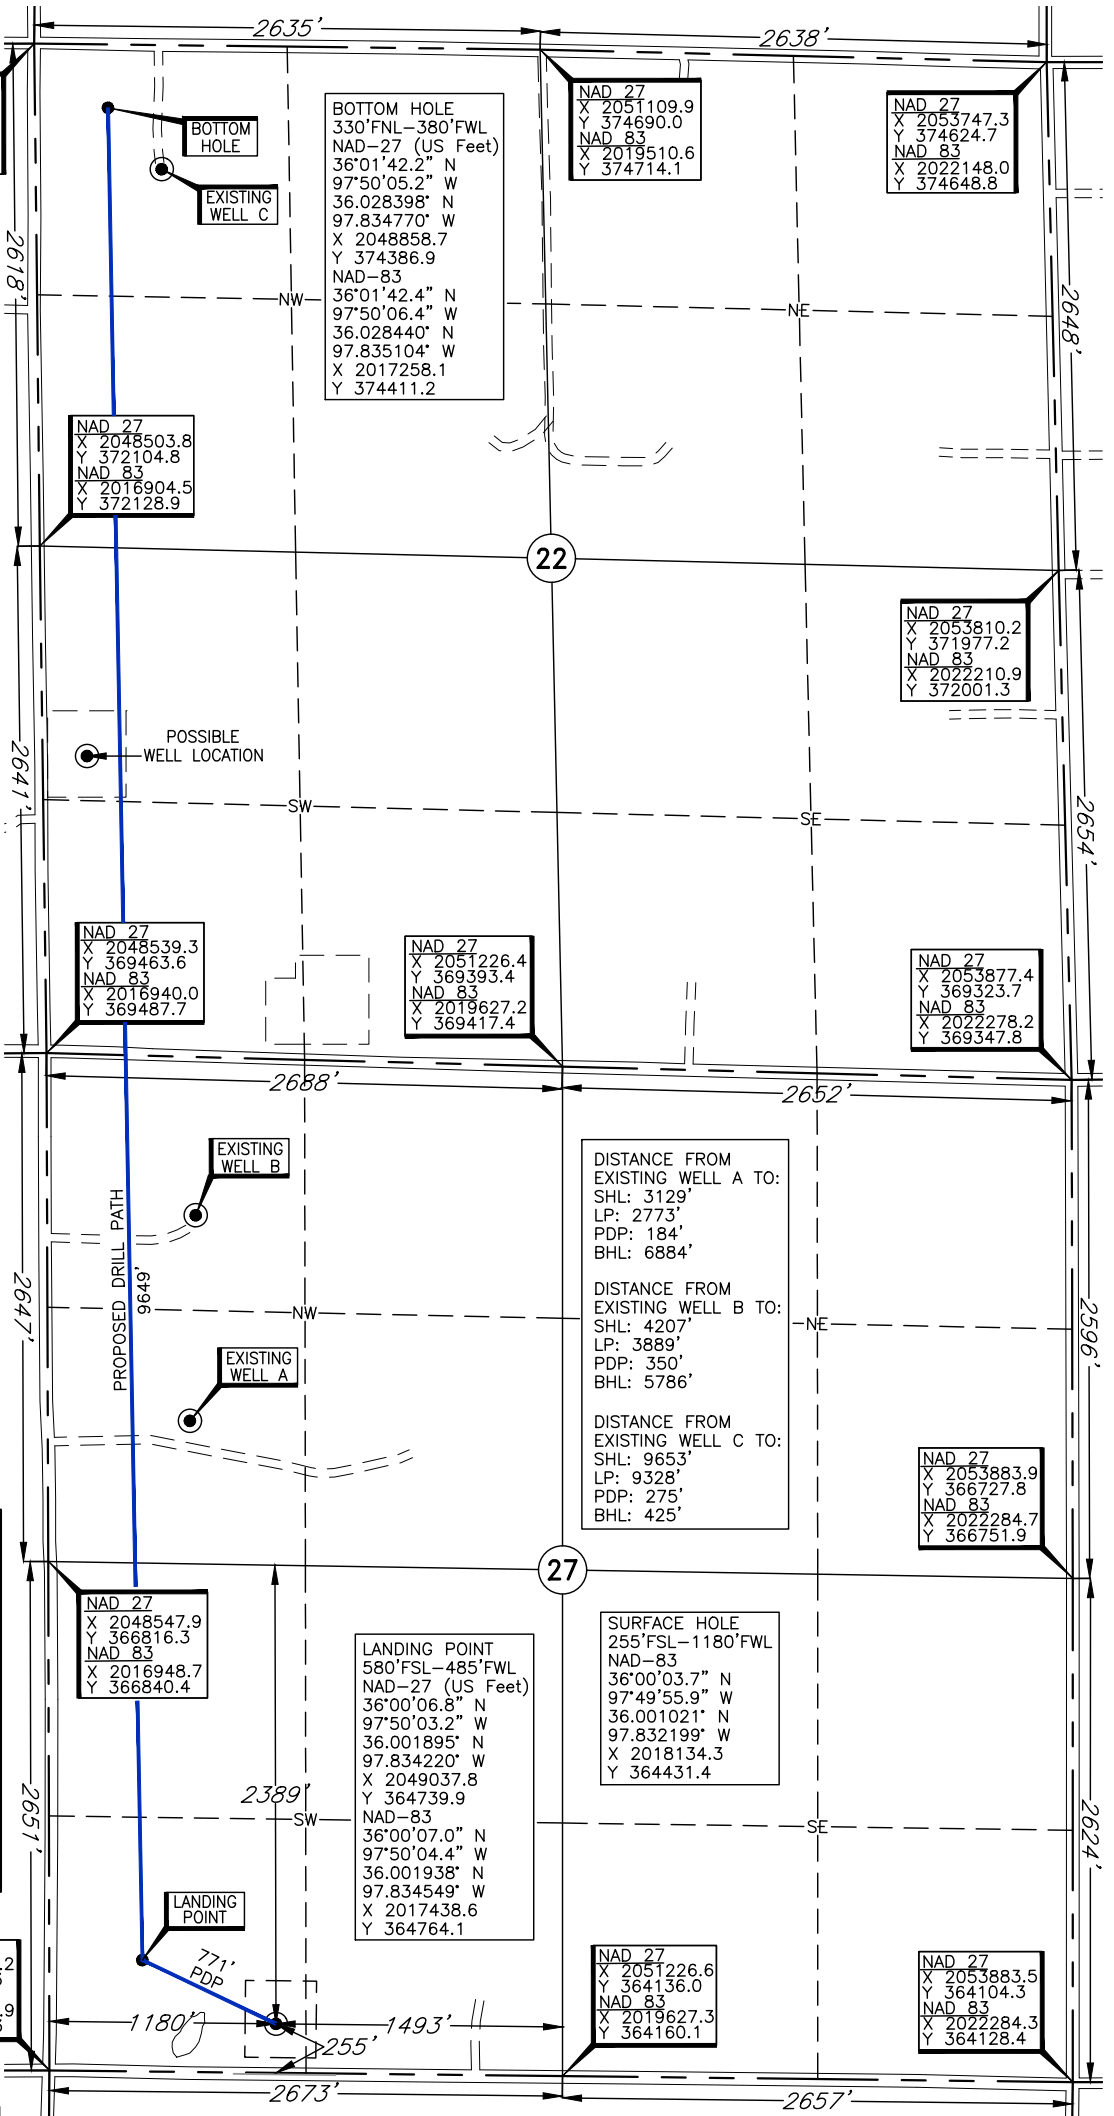 2635'
2638'
BOTTOM
HOLE
EXISTING
WELL C
BOTTOM HOLE
330'FNL-380'FWL
NAD-27 (US Feet)
36°01'42.2" N
97°50'05.2" W
36.028398° N
97.834770° W
X 2048858.7
Y 374386.9
NAD-83
36°01'42.4" N
97°50'06.4" W
36.028440° N
97.835104° W
X 2017258.1
Y 374411.2
NAD 27
X 2051109.9
Y 374690.0
NAD 83
X 2019510.6
Y 374714.1
NAD 27
X 2053747.3
Y 374624.7
NAD 83
X 2022148.0
Y 374648.8
2618'
NW
NE
2648'
NAD 27
X 2048503.8
Y 372104.8
NAD 83
X 2016904.5
Y 372128.9
22
NAD 27
X 2053810.2
Y 371977.2
NAD 83
X 2022210.9
Y 372001.3
2641'
POSSIBLE
WELL LOCATION
SW
SE
2654'
NAD 27
X 2048539.3
Y 369463.6
NAD 83
X 2016940.0
Y 369487.7
NAD 27
X 2051226.4
Y 369393.4
NAD 83
X 2019627.2
Y 369417.4
NAD 27
X 2053877.4
Y 369323.7
NAD 83
X 2022278.2
Y 369347.8
2688'
2652'
EXISTING
WELL B
PROPOSED DRILL PATH
9649'
2647'
NW
NE
2596'
EXISTING
WELL A
DISTANCE FROM
EXISTING WELL A TO:
SHL: 3129'
LP: 2773'
PDP: 184'
BHL: 6884'
DISTANCE FROM
EXISTING WELL B TO:
SHL: 4207'
LP: 3889'
PDP: 350'
BHL: 5786'
DISTANCE FROM
EXISTING WELL C TO:
SHL: 9653'
LP: 9328'
PDP: 275'
BHL: 425'
NAD 27
X 2053883.9
Y 366727.8
NAD 83
X 2022284.7
Y 366751.9
27
NAD 27
X 2048547.9
Y 366816.3
NAD 83
X 2016948.7
Y 366840.4
LANDING POINT
580'FSL-485'FWL
NAD-27 (US Feet)
36°00'06.8" N
97°50'03.2" W
36.001895° N
97.834220° W
X 2049037.8
Y 364739.9
NAD-83
36°00'07.0" N
97°50'04.4" W
36.001938° N
97.834549° W
X 2017438.6
Y 364764.1
SURFACE HOLE
255'FSL-1180'FWL
NAD-83
36°00'03.7" N
97°49'55.9" W
36.001021° N
97.832199° W
X 2018134.3
Y 364431.4
2389'
2651'
SW
SE
2624'
LANDING
POINT
771'
PDP
1180'
1493'
255'
NAD 27
X 2051226.6
Y 364136.0
NAD 83
X 2019627.3
Y 364160.1
NAD 27
X 2053883.5
Y 364104.3
NAD 83
X 2022284.3
Y 364128.4
2673'
2657'